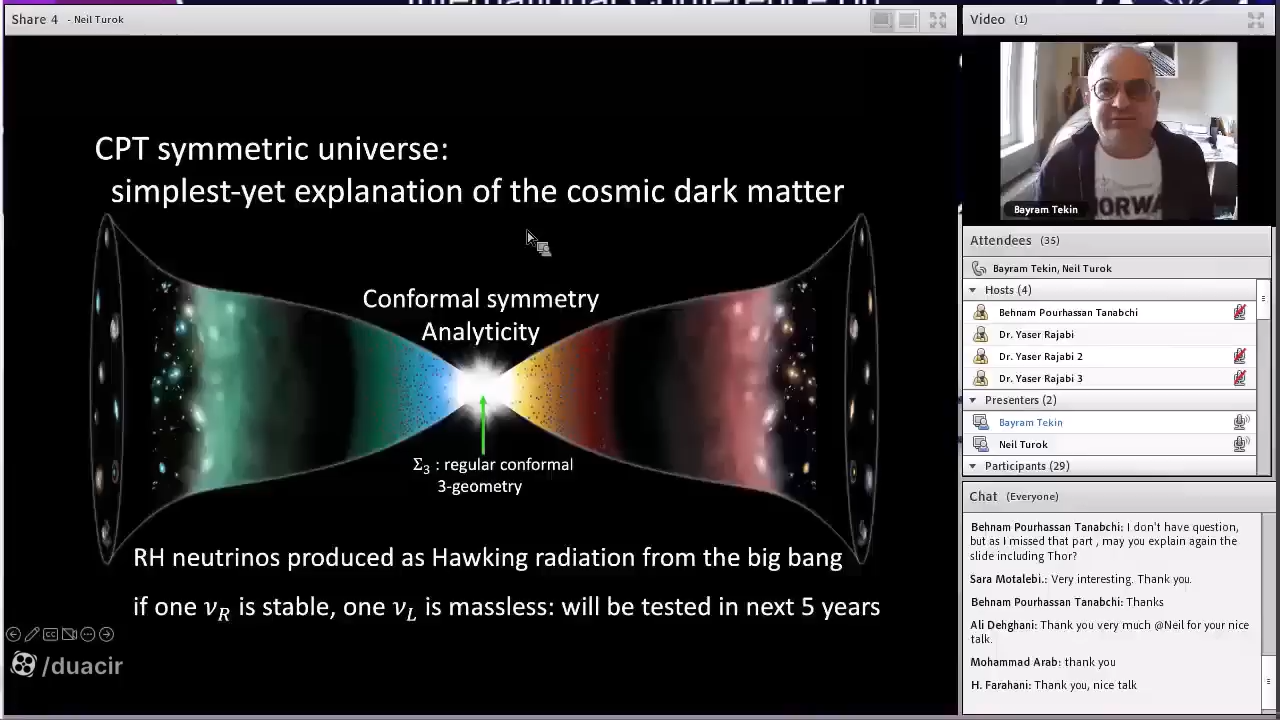 International Conference on
Share 4 - Neil Turok
CPT symmetric universe:
simplest-yet explanation of the cosmic dark matter
Conformal symmetry
Analyticity
Σ₃ : regular conformal
3-geometry
RH neutrinos produced as Hawking radiation from the big bang
if one 𝜈R is stable, one 𝜈L is massless: will be tested in next 5 years
CC
/duacir
Video (1)
NORWA
Bayram Tekin
Attendees (35)
Bayram Tekin, Neil Turok
Hosts (4)
Behnam Pourhassan Tanabchi
Dr. Yaser Rajabi
Dr. Yaser Rajabi 2
Dr. Yaser Rajabi 3
Presenters (2)
Bayram Tekin
Neil Turok
Participants (29)
Chat (Everyone)
Behnam Pourhassan Tanabchi: I don't have question,
but as I missed that part , may you explain again the
slide including Thor?
Sara Motalebi.: Very interesting. Thank you.
Behnam Pourhassan Tanabchi: Thanks
Ali Dehghani: Thank you very much @Neil for your nice
talk.
Mohammad Arab: thank you
H. Farahani: Thank you, nice talk